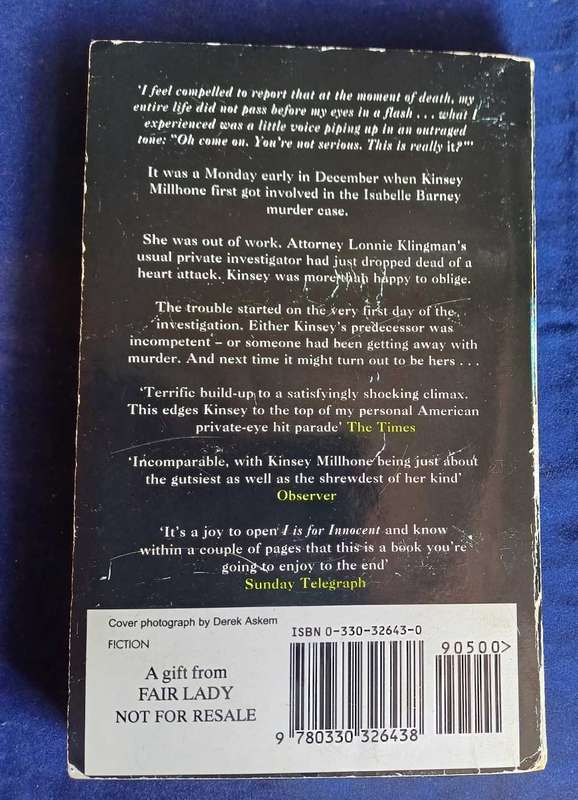 'I feel compelled to report that at the moment of death, my
entire life did not pass before my eyes in a flash . . . what I
experienced was a little voice piping up in an outraged
tone: "Oh come on. You're not serious. This is really it?"'
It was a Monday early in December when Kinsey
Millhone first got involved in the Isabelle Barney
murder case.
She was out of work. Attorney Lonnie Klingman's
usual private investigator had just dropped dead of a
heart attack. Kinsey was more than happy to oblige.
The trouble started on the very first day of the
investigation. Either Kinsey's predecessor was
incompetent – or someone had been getting away with
murder. And next time it might turn out to be hers . . .
'Terrific build-up to a satisfyingly shocking climax.
This edges Kinsey to the top of my personal American
private-eye hit parade' The Times
'Incomparable, with Kinsey Millhone being just about
the gutsiest as well as the shrewdest of her kind'
Observer
'It's a joy to open I is for Innocent and know
within a couple of pages that this is a book you're
going to enjoy to the end'
Sunday Telegraph
Cover photograph by Derek Askem
FICTION
A gift from
FAIR LADY
NOT FOR RESALE
ISBN 0-330-32643-0
90500>
9 780330 326438